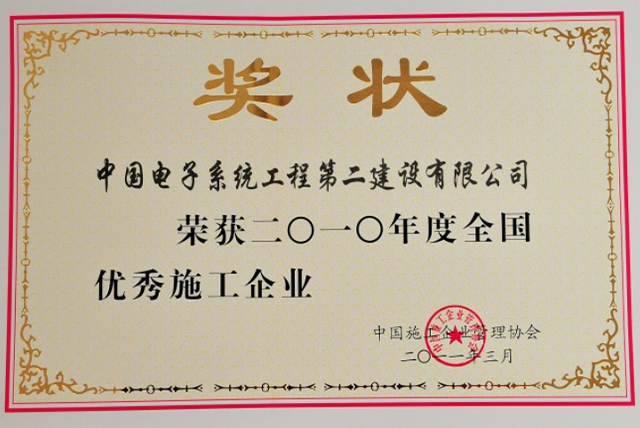 奖状
中国电子系统工程第二建设有限公司
荣获二〇一〇年度全国
优秀施工企业
中国施工企业管理协会
二〇一一年三月